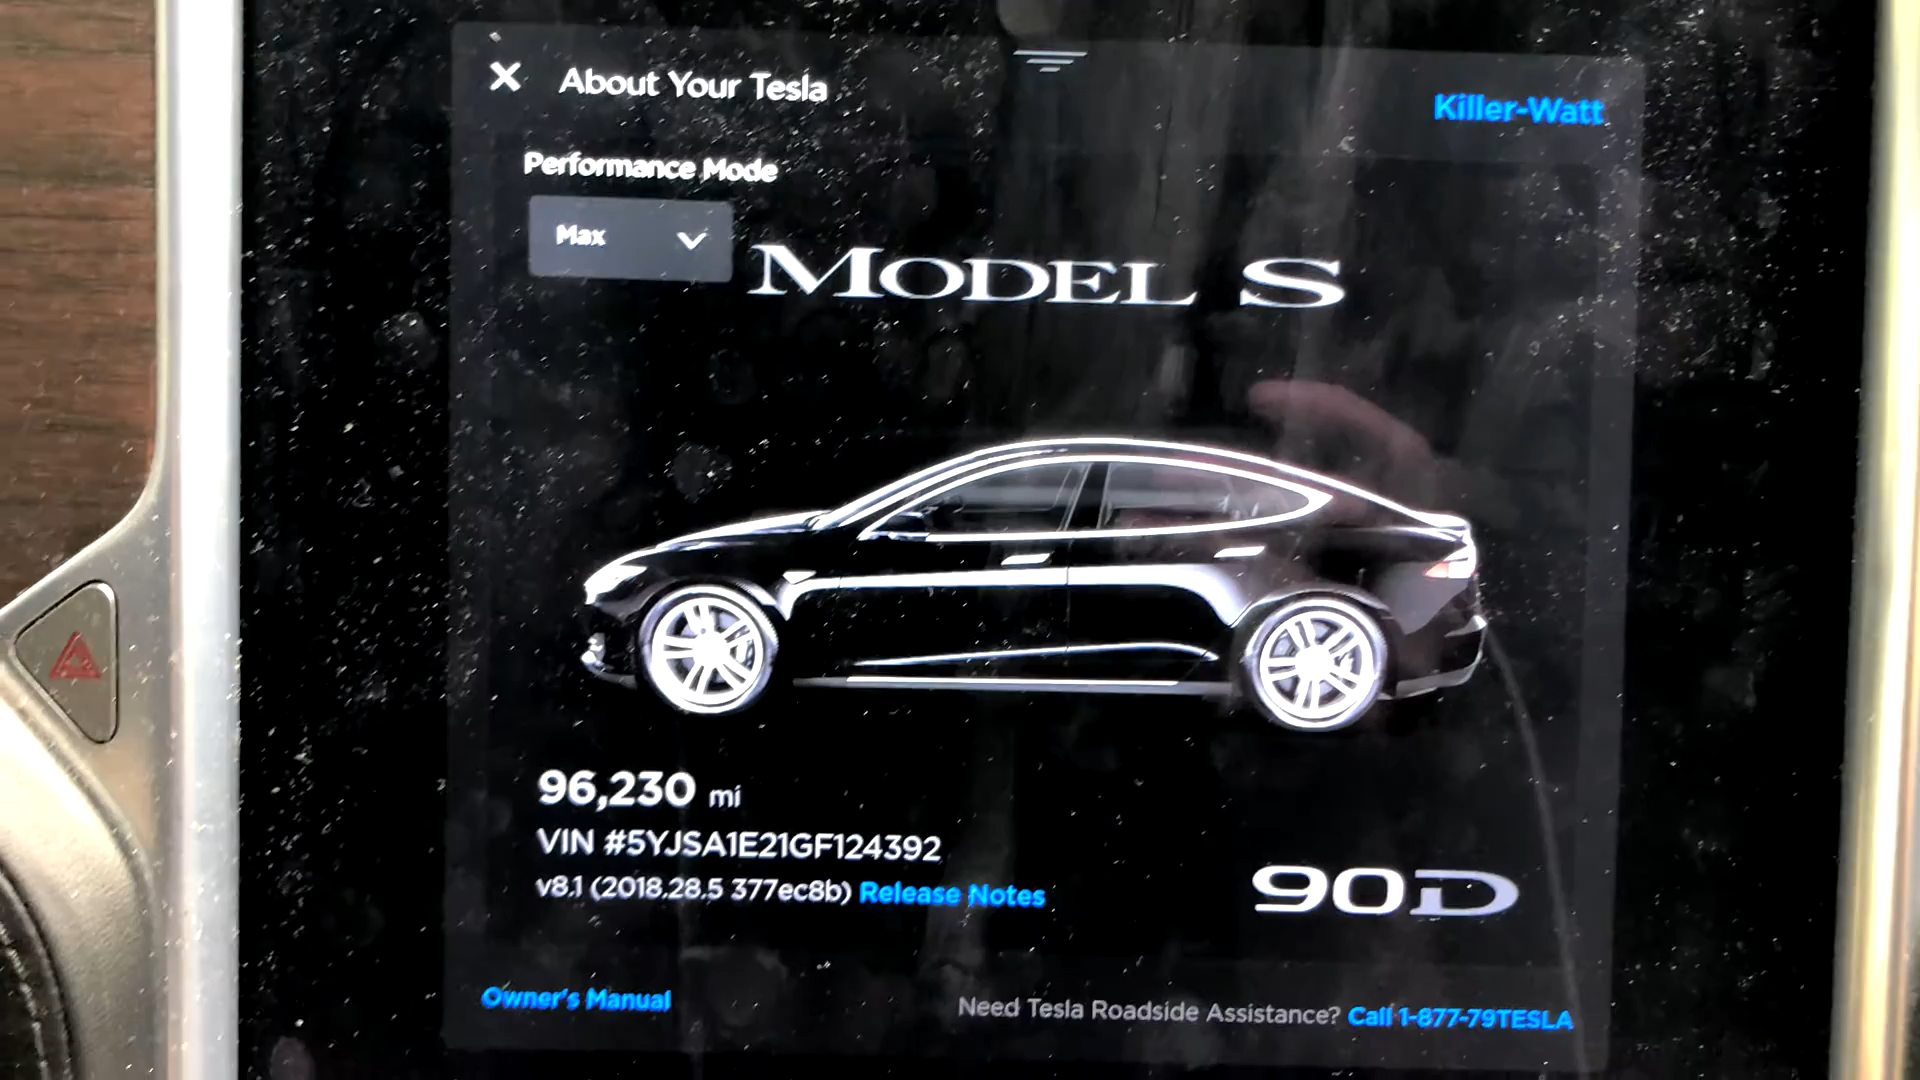 About Your Tesla
Killer-Watt
Performance Mode
Max
MODEL S
96,230 mi
VIN #5YJSA1E21GF124392
v8.1 (2018.28.5 377ec8b) Release Notes
90D
Owner's Manual
Need Tesla Roadside Assistance? Call 1-877-79TESLA